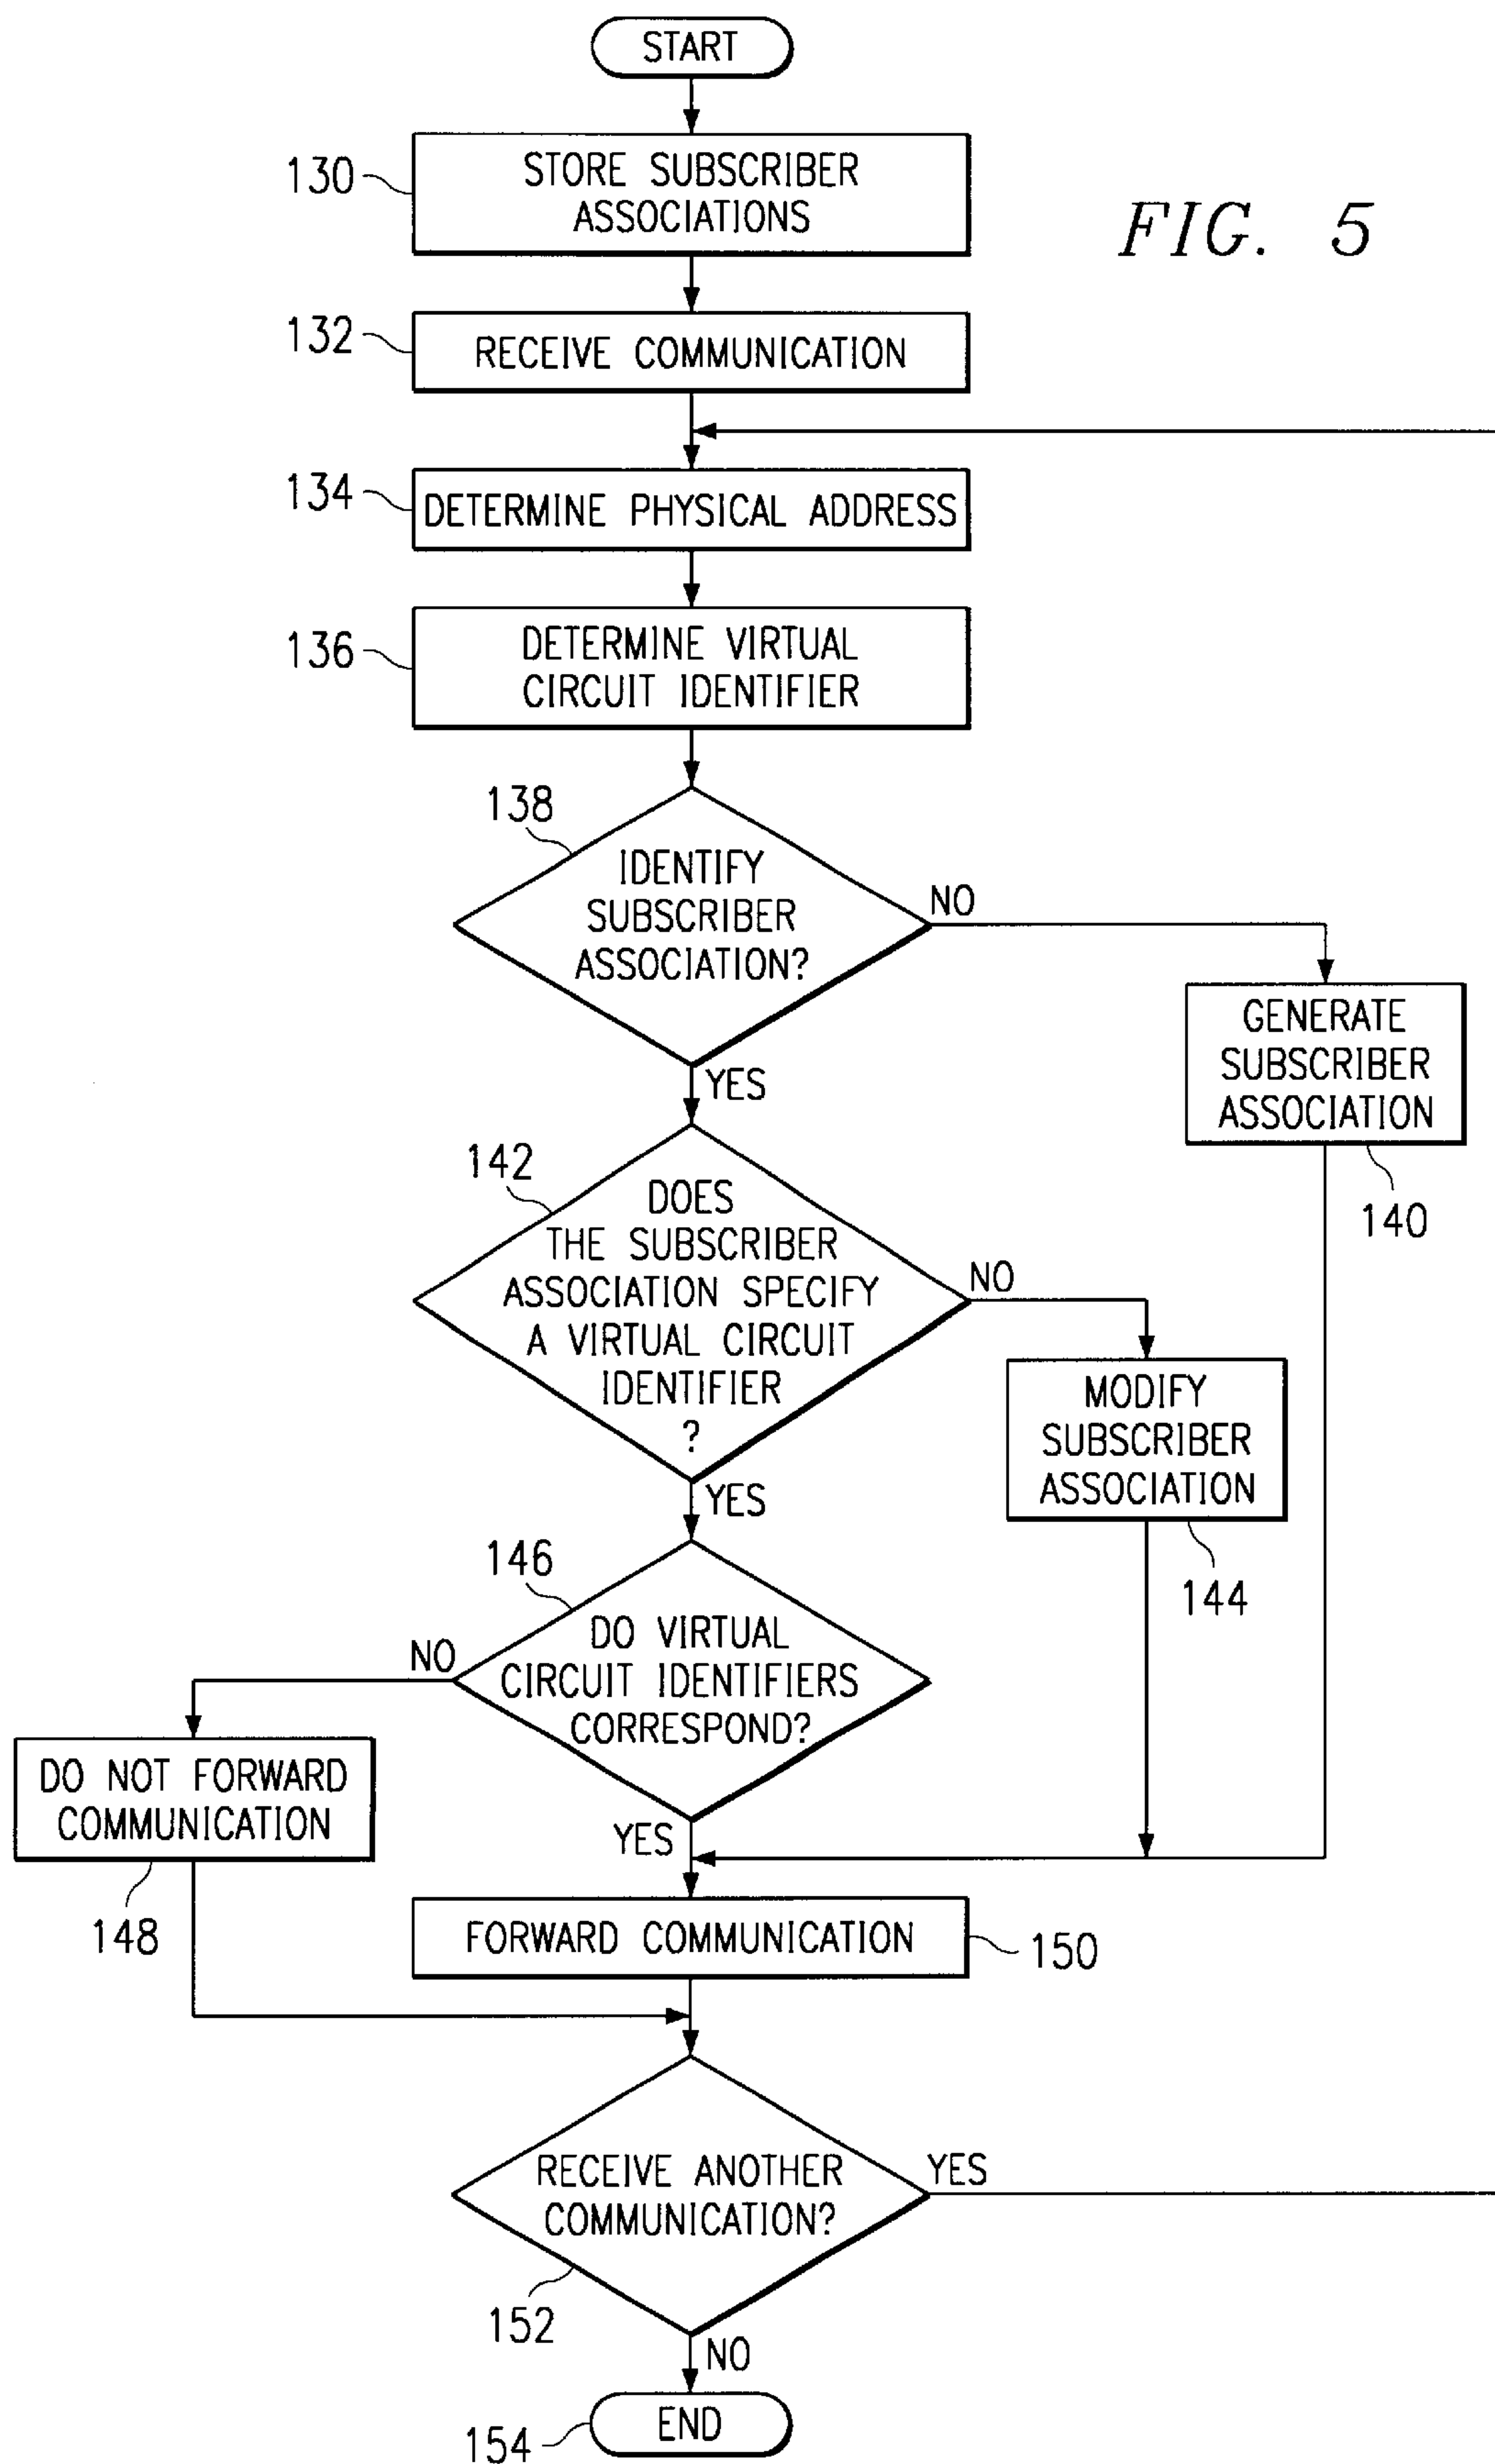 START
130
STORE SUBSCRIBER
ASSOCIATIONS
FIG. 5
132
RECEIVE COMMUNICATION
134
DETERMINE PHYSICAL ADDRESS
136
DETERMINE VIRTUAL
CIRCUIT IDENTIFIER
138
IDENTIFY
SUBSCRIBER
ASSOCIATION?
NO
YES
GENERATE
SUBSCRIBER
ASSOCIATION
140
142
DOES
THE SUBSCRIBER
ASSOCIATION SPECIFY
A VIRTUAL CIRCUIT
IDENTIFIER
?
NO
YES
MODIFY
SUBSCRIBER
ASSOCIATION
144
146
DO VIRTUAL
CIRCUIT IDENTIFIERS
CORRESPOND?
NO
YES
DO NOT FORWARD
COMMUNICATION
148
FORWARD COMMUNICATION
150
RECEIVE ANOTHER
COMMUNICATION?
YES
152
NO
END
154